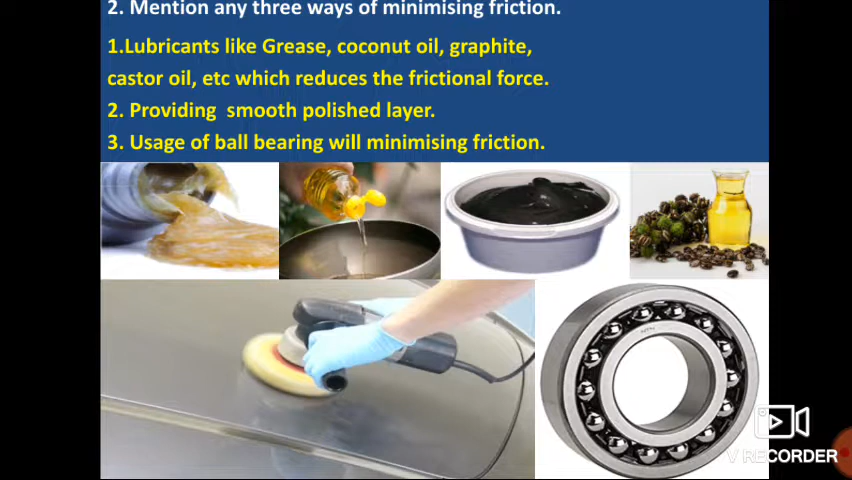 2. Mention any three ways of minimising friction.
1.Lubricants like Grease, coconut oil, graphite,
castor oil, etc which reduces the frictional force.
2. Providing  smooth polished layer.
3. Usage of ball bearing will minimising friction.
V RECORDER